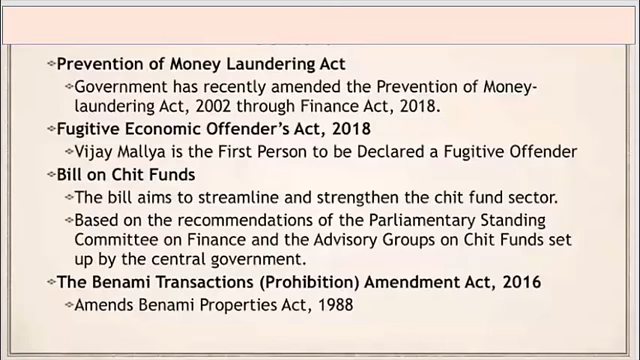 Prevention of Money Laundering Act
Government has recently amended the Prevention of Money-
laundering Act, 2002 through Finance Act, 2018.
Fugitive Economic Offender's Act, 2018
Vijay Mallya is the First Person to be Declared a Fugitive Offender
Bill on Chit Funds
The bill aims to streamline and strengthen the chit fund sector.
Based on the recommendations of the Parliamentary Standing
Committee on Finance and the Advisory Groups on Chit Funds set
up by the central government.
The Benami Transactions (Prohibition) Amendment Act, 2016
Amends Benami Properties Act, 1988